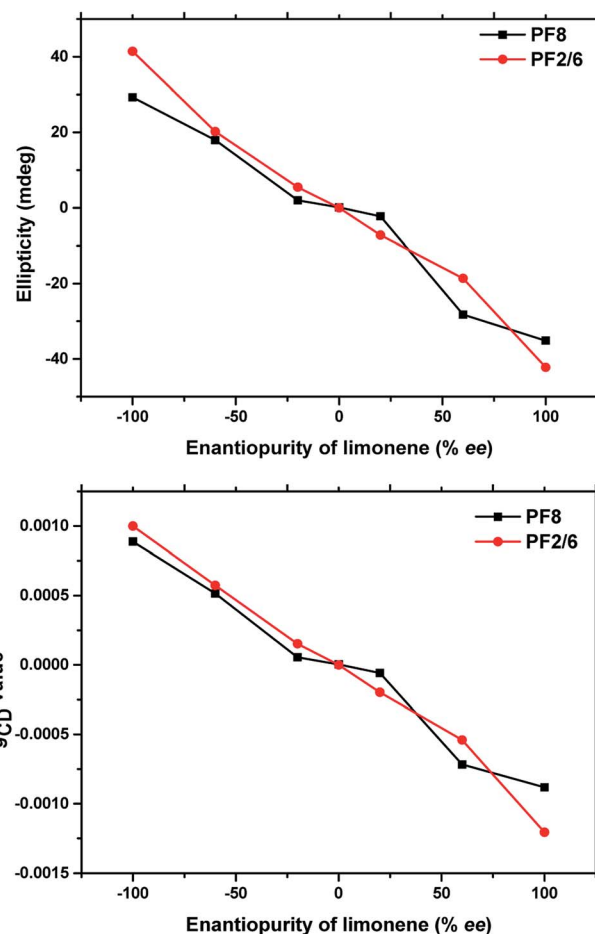 PF8
PF2/6
40
20
0
-20
-40
Ellipticity (mdeg)
-100
-50
0
50
100
Enantiopurity of limonene (% ee)
PF8
PF2/6
0.0010
0.0005
0.0000
-0.0005
-0.0010
-0.0015
gCD value
-100
-50
0
50
100
Enantiopurity of limonene (% ee)